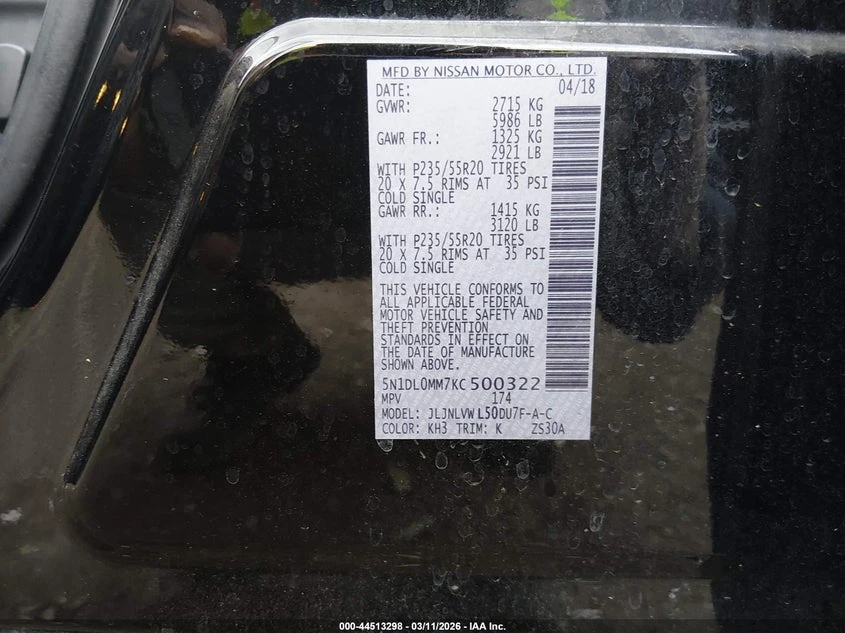 MFD BY NISSAN MOTOR CO., LTD.
DATE: 04/18
GVWR: 2715 KG
5986 LB
GAWR FR.: 1325 KG
2921 LB
WITH P235/55R20 TIRES
20 X 7.5 RIMS AT 35 PSI
COLD SINGLE
GAWR RR.: 1415 KG
3120 LB
WITH P235/55R20 TIRES
20 X 7.5 RIMS AT 35 PSI
COLD SINGLE
THIS VEHICLE CONFORMS TO
ALL APPLICABLE FEDERAL
MOTOR VEHICLE SAFETY AND
THEFT PREVENTION
STANDARDS IN EFFECT ON
THE DATE OF MANUFACTURE
SHOWN ABOVE.
5N1DL0MM7KC500322
MPV 174
MODEL: JLJNLVWL50DU7F-A-C
COLOR: KH3 TRIM: K ZS30A
000-44513298 - 03/11/2026 - IAA Inc.